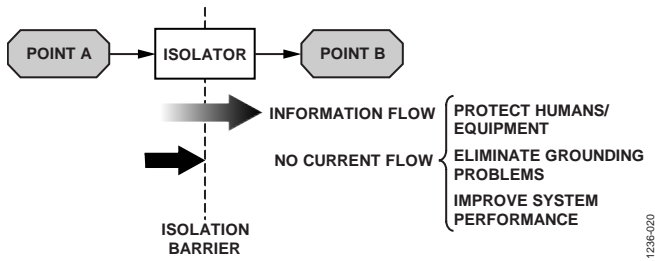 POINT A
ISOLATOR
POINT B
INFORMATION FLOW
NO CURRENT FLOW
PROTECT HUMANS/
EQUIPMENT
ELIMINATE GROUNDING
PROBLEMS
IMPROVE SYSTEM
PERFORMANCE
ISOLATION
BARRIER
1236-020